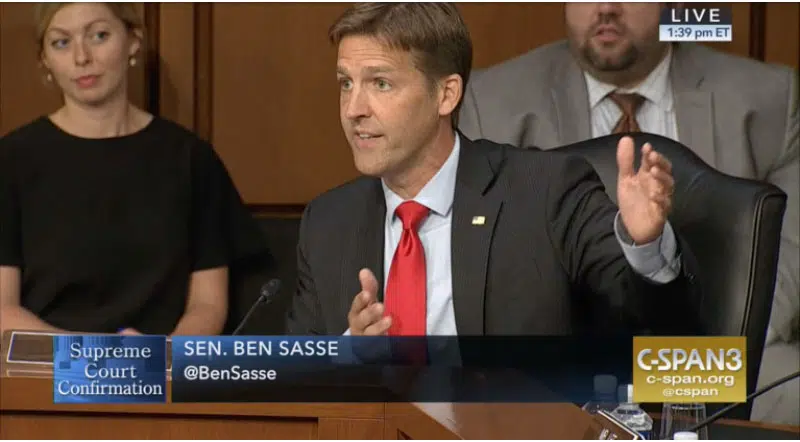 LIVE
1:39 pm ET
Supreme
Court
Confirmation
SEN. BEN SASSE
@BenSasse
C-SPAN3
c-span.org
@cspan